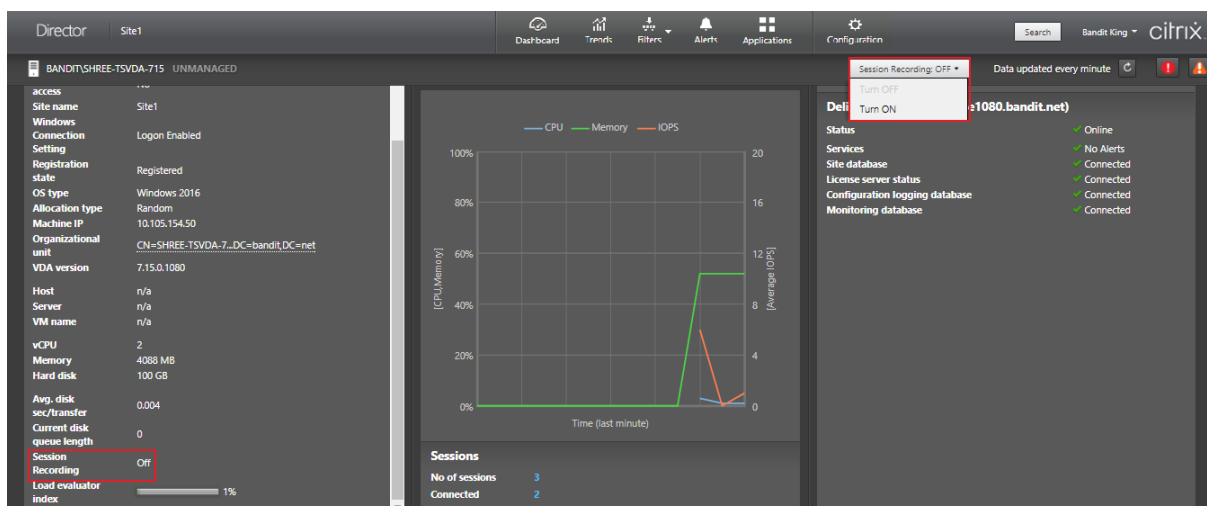 Director Site1 Dashboard Trends Filters Alerts Applications Configuration Search Bandit King citrix
BANDIT\SHREE-TSVDA-715 UNMANAGED Session Recording: OFF Data updated every minute
Turn OFF
Turn ON
access
Site name Site1
Windows
Connection Logon Enabled
Setting
Registration
state Registered
OS type Windows 2016
Allocation type Random
Machine IP 10.105.154.50
Organizational
unit CN=SHREE-TSVDA-7...DC=bandit,DC=net
VDA version 7.15.0.1080
Host n/a
Server n/a
VM name n/a
vCPU 2
Memory 4088 MB
Hard disk 100 GB
Avg. disk
sec/transfer 0.004
Current disk
queue length 0
Session
Recording Off
Load evaluator
index 1%
CPU Memory IOPS
100% 20
80% 16
60% 12
40% 8
20% 4
0% 0
[CPU,Memory]
[Average IOPS]
Time (last minute)
Sessions
No of sessions 3
Connected 2
e1080.bandit.net)
Status Online
Services No Alerts
Site database Connected
License server status Connected
Configuration logging database Connected
Monitoring database Connected